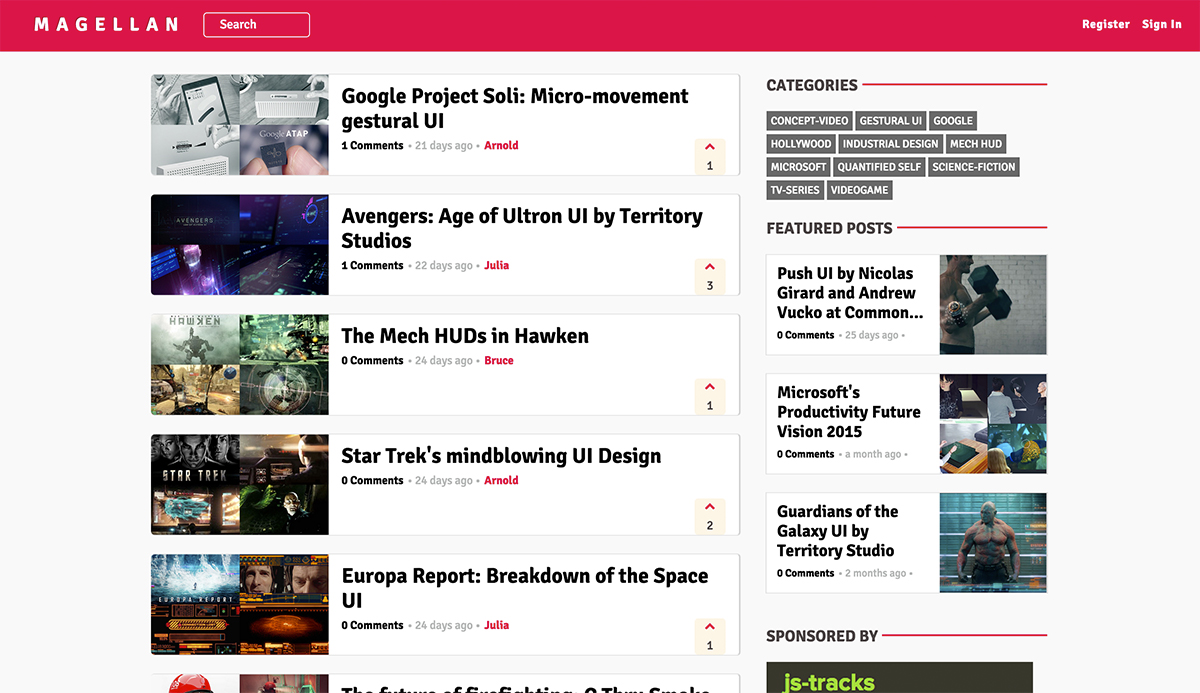 MAGELLAN
Search
Register Sign In
Google ATAP
Google Project Soli: Micro-movement
gestural UI
1 Comments • 21 days ago • Arnold
1
AVENGERS
Avengers: Age of Ultron UI by Territory
Studios
1 Comments • 22 days ago • Julia
3
HAWKEN
The Mech HUDs in Hawken
0 Comments • 24 days ago • Bruce
1
STAR TREK
Star Trek's mindblowing UI Design
0 Comments • 24 days ago • Arnold
2
EUROPA REPORT
Europa Report: Breakdown of the Space
UI
0 Comments • 24 days ago • Julia
1
The future of firefighting: C-Thru Smoke
CATEGORIES
CONCEPT-VIDEO GESTURAL UI GOOGLE
HOLLYWOOD INDUSTRIAL DESIGN MECH HUD
MICROSOFT QUANTIFIED SELF SCIENCE-FICTION
TV-SERIES VIDEOGAME
FEATURED POSTS
Push UI by Nicolas
Girard and Andrew
Vucko at Common...
0 Comments • 25 days ago •
Microsoft's
Productivity Future
Vision 2015
0 Comments • a month ago •
Guardians of the
Galaxy UI by
Territory Studio
0 Comments • 2 months ago •
SPONSORED BY
js-tracks